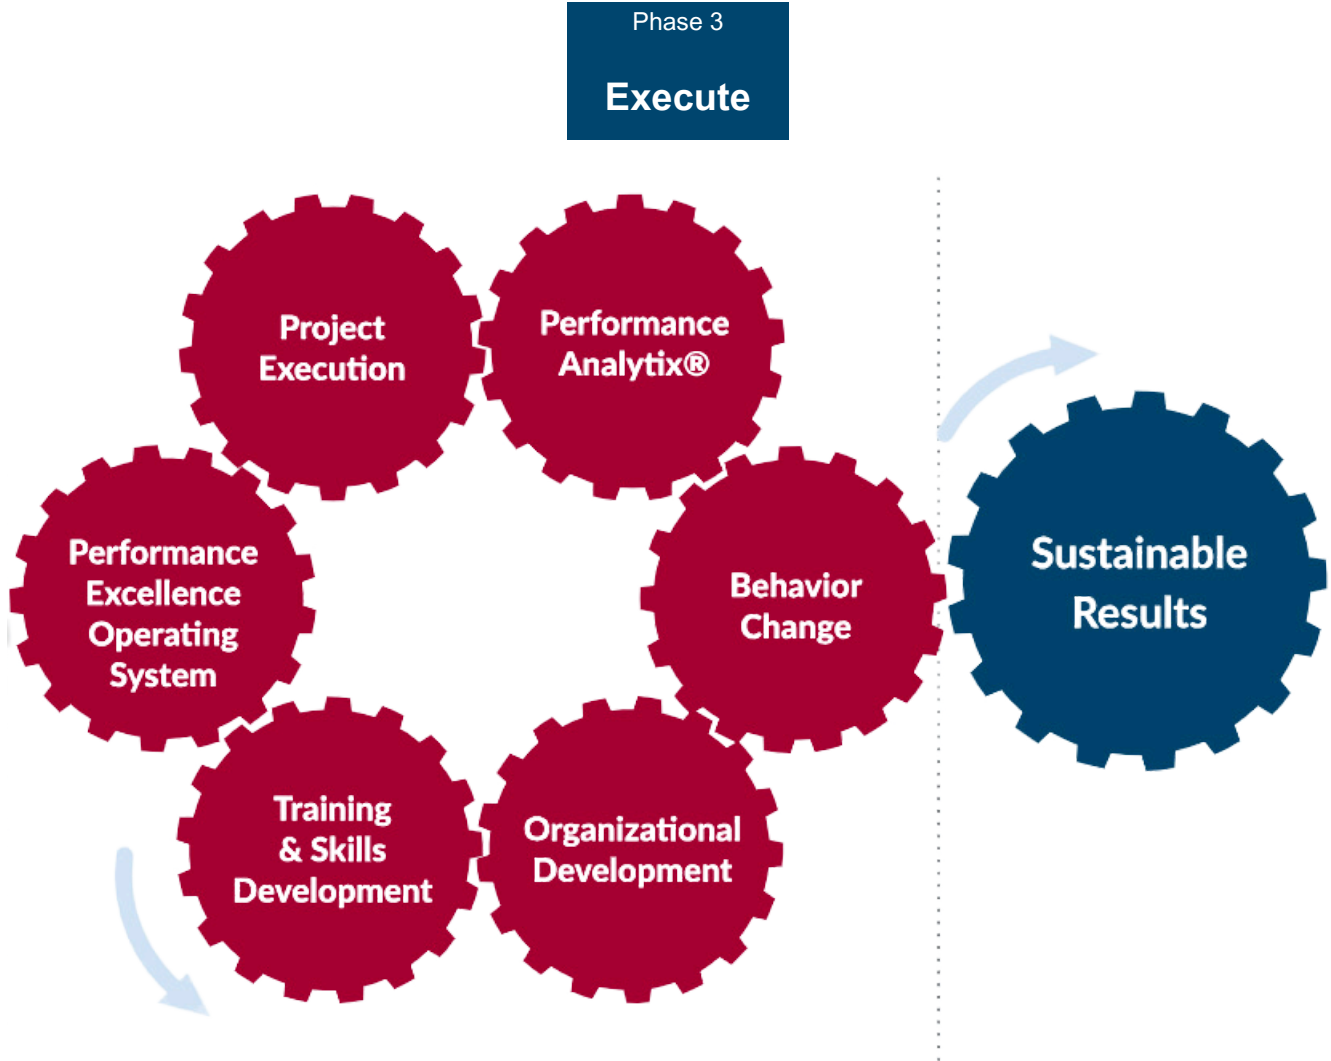 Phase 3
Execute
Project
Execution
Performance
Analytix®
Performance
Excellence
Operating
System
Behavior
Change
Sustainable
Results
Training
& Skills
Development
Organizational
Development